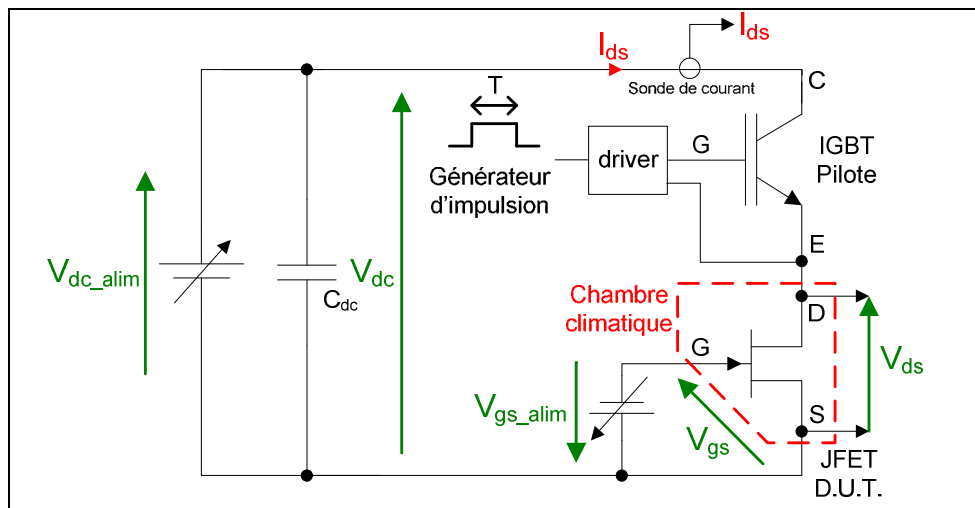 Ids
Ids
Sonde de courant
C
T
G
driver
IGBT
Pilote
Générateur
d'impulsion
E
Vdc_alim
Cdc
Vdc
Chambre
climatique
D
G
Vds
Vgs_alim
Vgs
S
JFET
D.U.T.